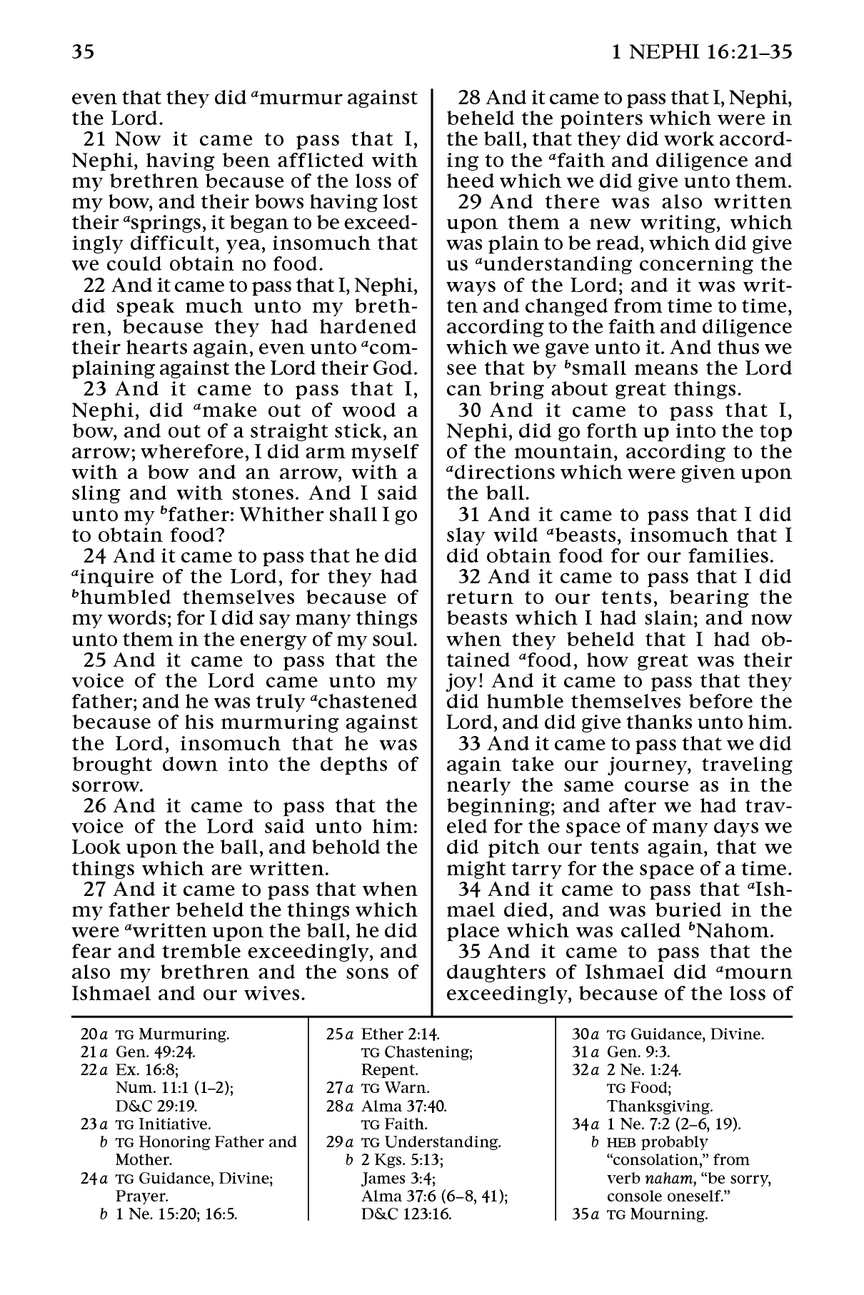 35
1 NEPHI 16:21–35
even that they did amurmur against
the Lord.
21 Now it came to pass that I,
Nephi, having been afflicted with
my brethren because of the loss of
my bow, and their bows having lost
their asprings, it began to be exceed-
ingly difficult, yea, insomuch that
we could obtain no food.
22 And it came to pass that I, Nephi,
did speak much unto my breth-
ren, because they had hardened
their hearts again, even unto acom-
plaining against the Lord their God.
23 And it came to pass that I,
Nephi, did amake out of wood a
bow, and out of a straight stick, an
arrow; wherefore, I did arm myself
with a bow and an arrow, with a
sling and with stones. And I said
unto my bfather: Whither shall I go
to obtain food?
24 And it came to pass that he did
ainquire of the Lord, for they had
bhumbled themselves because of
my words; for I did say many things
unto them in the energy of my soul.
25 And it came to pass that the
voice of the Lord came unto my
father; and he was truly achastened
because of his murmuring against
the Lord, insomuch that he was
brought down into the depths of
sorrow.
26 And it came to pass that the
voice of the Lord said unto him:
Look upon the ball, and behold the
things which are written.
27 And it came to pass that when
my father beheld the things which
were awritten upon the ball, he did
fear and tremble exceedingly, and
also my brethren and the sons of
Ishmael and our wives.
28 And it came to pass that I, Nephi,
beheld the pointers which were in
the ball, that they did work accord-
ing to the afaith and diligence and
heed which we did give unto them.
29 And there was also written
upon them a new writing, which
was plain to be read, which did give
us aunderstanding concerning the
ways of the Lord; and it was writ-
ten and changed from time to time,
according to the faith and diligence
which we gave unto it. And thus we
see that by bsmall means the Lord
can bring about great things.
30 And it came to pass that I,
Nephi, did go forth up into the top
of the mountain, according to the
adirections which were given upon
the ball.
31 And it came to pass that I did
slay wild abeasts, insomuch that I
did obtain food for our families.
32 And it came to pass that I did
return to our tents, bearing the
beasts which I had slain; and now
when they beheld that I had ob-
tained afood, how great was their
joy! And it came to pass that they
did humble themselves before the
Lord, and did give thanks unto him.
33 And it came to pass that we did
again take our journey, traveling
nearly the same course as in the
beginning; and after we had trav-
eled for the space of many days we
did pitch our tents again, that we
might tarry for the space of a time.
34 And it came to pass that aIsh-
mael died, and was buried in the
place which was called bNahom.
35 And it came to pass that the
daughters of Ishmael did amourn
exceedingly, because of the loss of
20a TG Murmuring.
21a Gen. 49:24.
22a Ex. 16:8;
Num. 11:1 (1–2);
D&C 29:19.
23a TG Initiative.
b TG Honoring Father and
Mother.
24a TG Guidance, Divine;
Prayer.
b 1 Ne. 15:20; 16:5.
25a Ether 2:14.
TG Chastening;
Repent.
27a TG Warn.
28a Alma 37:40.
TG Faith.
29a TG Understanding.
b 2 Kgs. 5:13;
James 3:4;
Alma 37:6 (6–8, 41);
D&C 123:16.
30a TG Guidance, Divine.
31a Gen. 9:3.
32a 2 Ne. 1:24.
TG Food;
Thanksgiving.
34a 1 Ne. 7:2 (2–6, 19).
b HEB probably
“consolation,” from
verb naham, “be sorry,
console oneself.”
35a TG Mourning.